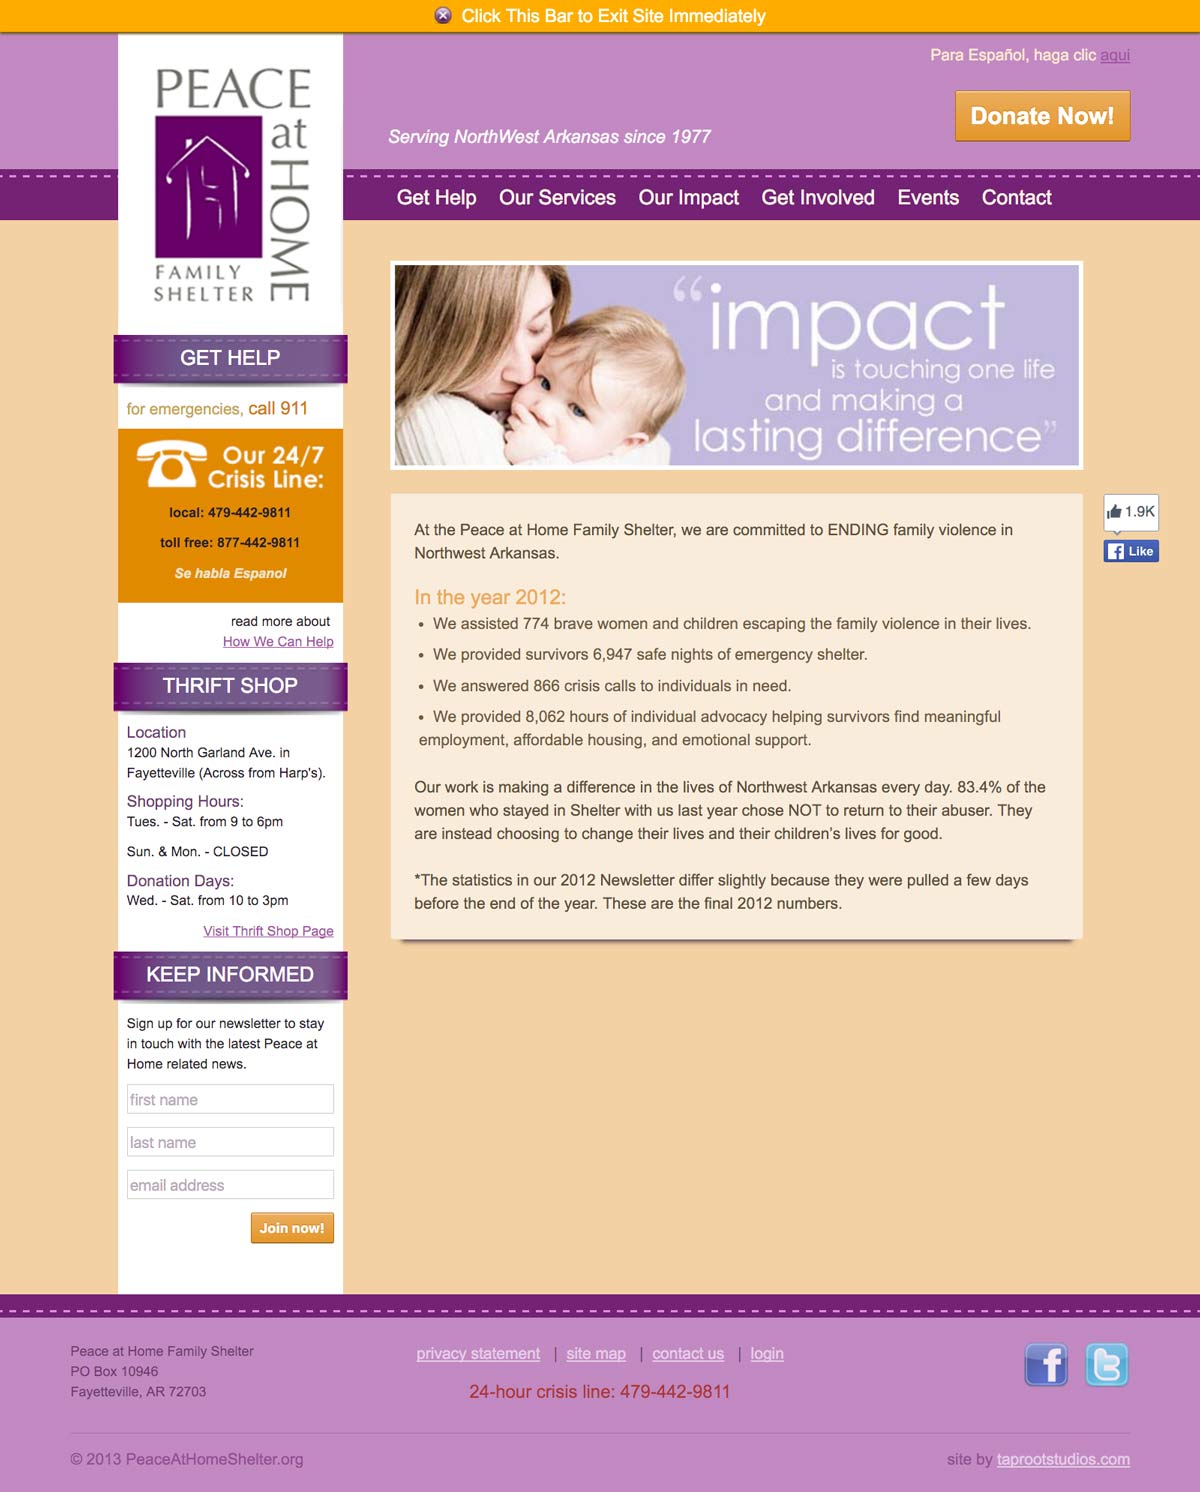 Click This Bar to Exit Site Immediately
Para Español, haga clic aqui
Donate Now!
PEACE
at
HOME
FAMILY
SHELTER
Serving NorthWest Arkansas since 1977
Get Help Our Services Our Impact Get Involved Events Contact
GET HELP
for emergencies, call 911
Our 24/7
Crisis Line:
local: 479-442-9811
toll free: 877-442-9811
Se habla Espanol
read more about
How We Can Help
THRIFT SHOP
Location
1200 North Garland Ave. in
Fayetteville (Across from Harp's).
Shopping Hours:
Tues. - Sat. from 9 to 6pm
Sun. & Mon. - CLOSED
Donation Days:
Wed. - Sat. from 10 to 3pm
Visit Thrift Shop Page
KEEP INFORMED
Sign up for our newsletter to stay
in touch with the latest Peace at
Home related news.
first name
last name
email address
Join now!
“impact
is touching one life
and making a
lasting difference”
At the Peace at Home Family Shelter, we are committed to ENDING family violence in
Northwest Arkansas.
In the year 2012:
• We assisted 774 brave women and children escaping the family violence in their lives.
• We provided survivors 6,947 safe nights of emergency shelter.
• We answered 866 crisis calls to individuals in need.
• We provided 8,062 hours of individual advocacy helping survivors find meaningful
employment, affordable housing, and emotional support.
Our work is making a difference in the lives of Northwest Arkansas every day. 83.4% of the
women who stayed in Shelter with us last year chose NOT to return to their abuser. They
are instead choosing to change their lives and their children’s lives for good.
*The statistics in our 2012 Newsletter differ slightly because they were pulled a few days
before the end of the year. These are the final 2012 numbers.
1.9K
Like
Peace at Home Family Shelter
PO Box 10946
Fayetteville, AR 72703
privacy statement | site map | contact us | login
24-hour crisis line: 479-442-9811
© 2013 PeaceAtHomeShelter.org
site by taprootstudios.com